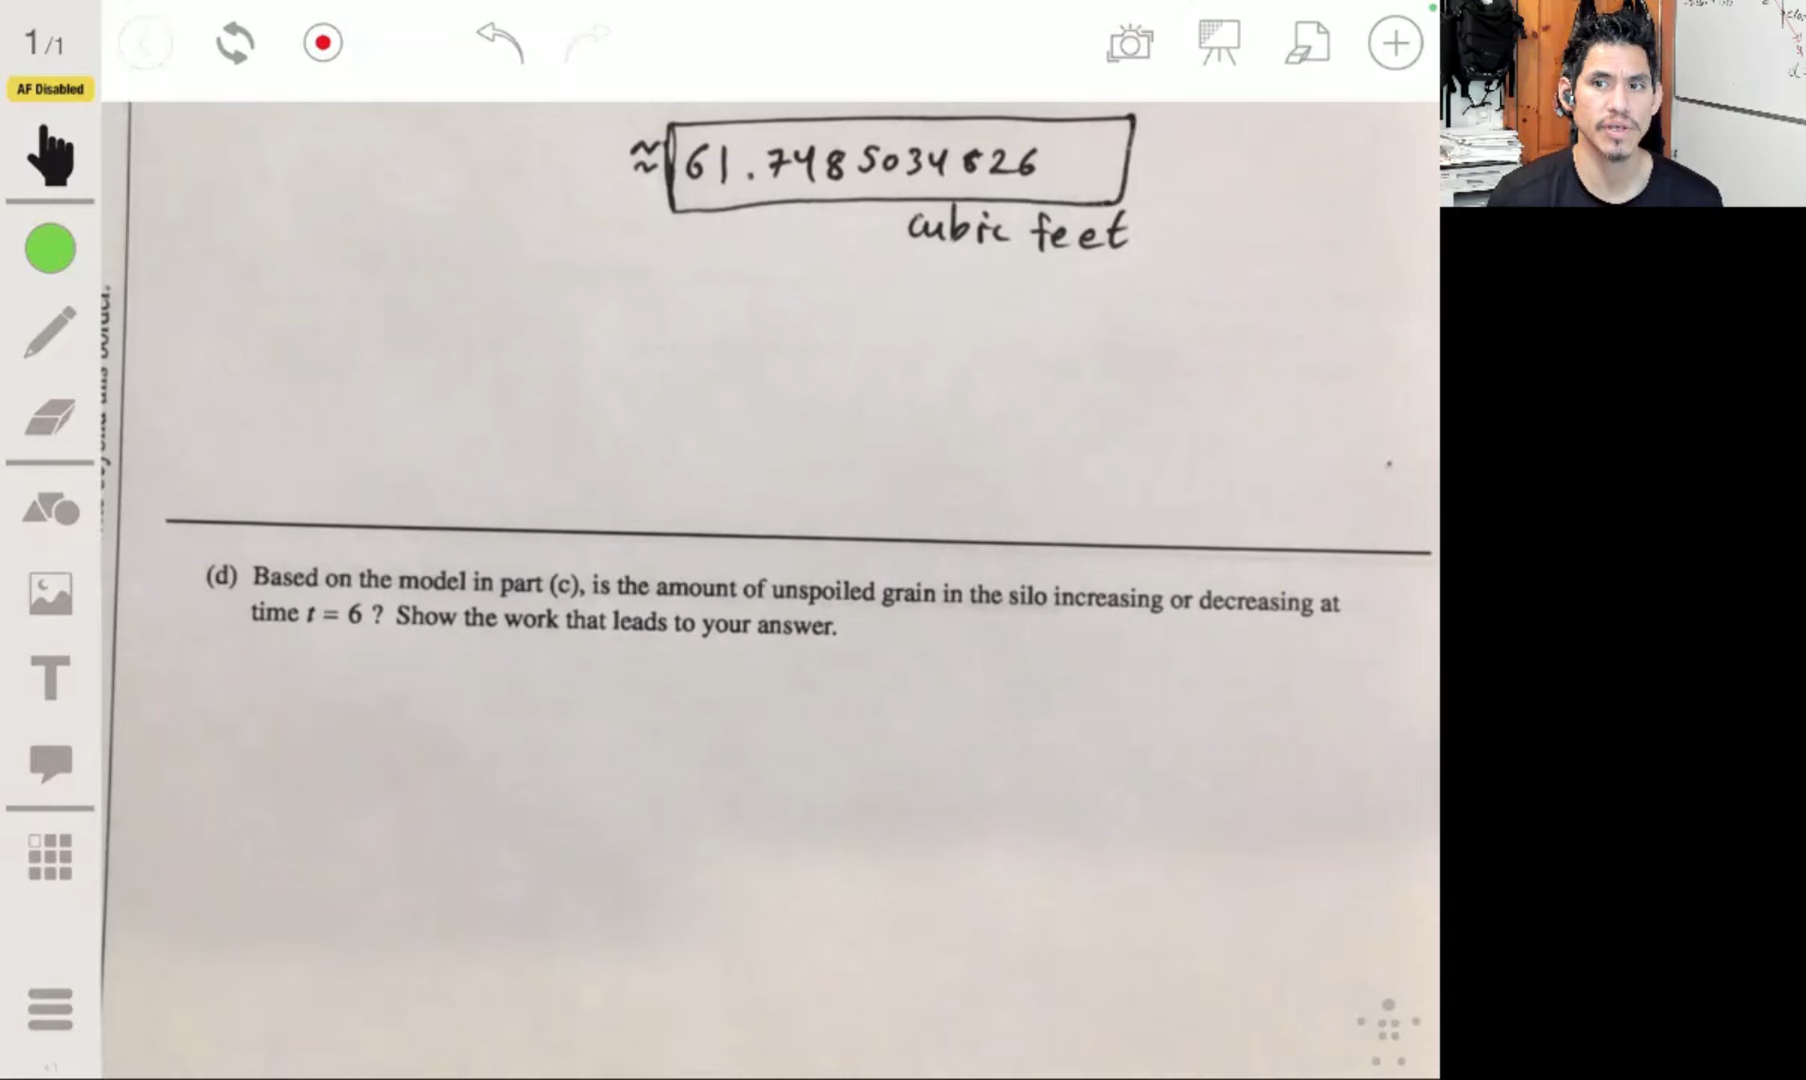 1/1
AF Disabled
≈ 61.7485034826
cubic feet
(d) Based on the model in part (c), is the amount of unspoiled grain in the silo increasing or decreasing at
time t = 6 ? Show the work that leads to your answer.
T